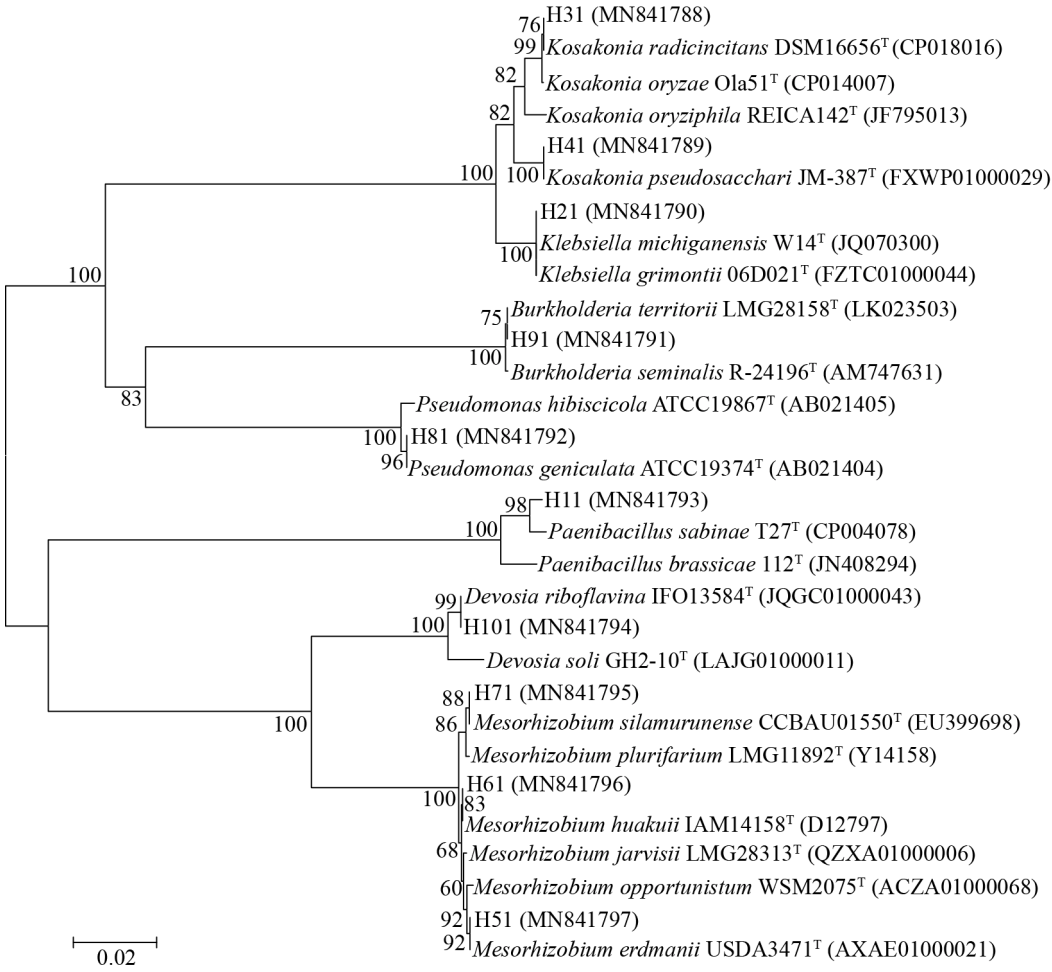 H31 (MN841788)
76
99
Kosakonia radicincitans DSM16656ᵀ (CP018016)
82
Kosakonia oryzae Ola51ᵀ (CP014007)
82
Kosakonia oryziphila REICA142ᵀ (JF795013)
H41 (MN841789)
100
100
Kosakonia pseudosacchari JM-387ᵀ (FXWP01000029)
H21 (MN841790)
Klebsiella michiganensis W14ᵀ (JQ070300)
100
Klebsiella grimontii 06D021ᵀ (FZTC01000044)
100
Burkholderia territorii LMG28158ᵀ (LK023503)
75
H91 (MN841791)
100
Burkholderia seminalis R-24196ᵀ (AM747631)
83
Pseudomonas hibiscicola ATCC19867ᵀ (AB021405)
100
H81 (MN841792)
96
Pseudomonas geniculata ATCC19374ᵀ (AB021404)
H11 (MN841793)
98
100
Paenibacillus sabinae T27ᵀ (CP004078)
Paenibacillus brassicae 112ᵀ (JN408294)
Devosia riboflavina IFO13584ᵀ (JQGC01000043)
99
100
H101 (MN841794)
Devosia soli GH2-10ᵀ (LAJG01000011)
H71 (MN841795)
88
86
Mesorhizobium silamurunense CCBAU01550ᵀ (EU399698)
100
Mesorhizobium plurifarium LMG11892ᵀ (Y14158)
H61 (MN841796)
100
83
Mesorhizobium huakuii IAM14158ᵀ (D12797)
68
Mesorhizobium jarvisii LMG28313ᵀ (QZXA01000006)
60
Mesorhizobium opportunistum WSM2075ᵀ (ACZA01000068)
92
H51 (MN841797)
92
Mesorhizobium erdmanii USDA3471ᵀ (AXAE01000021)
0.02